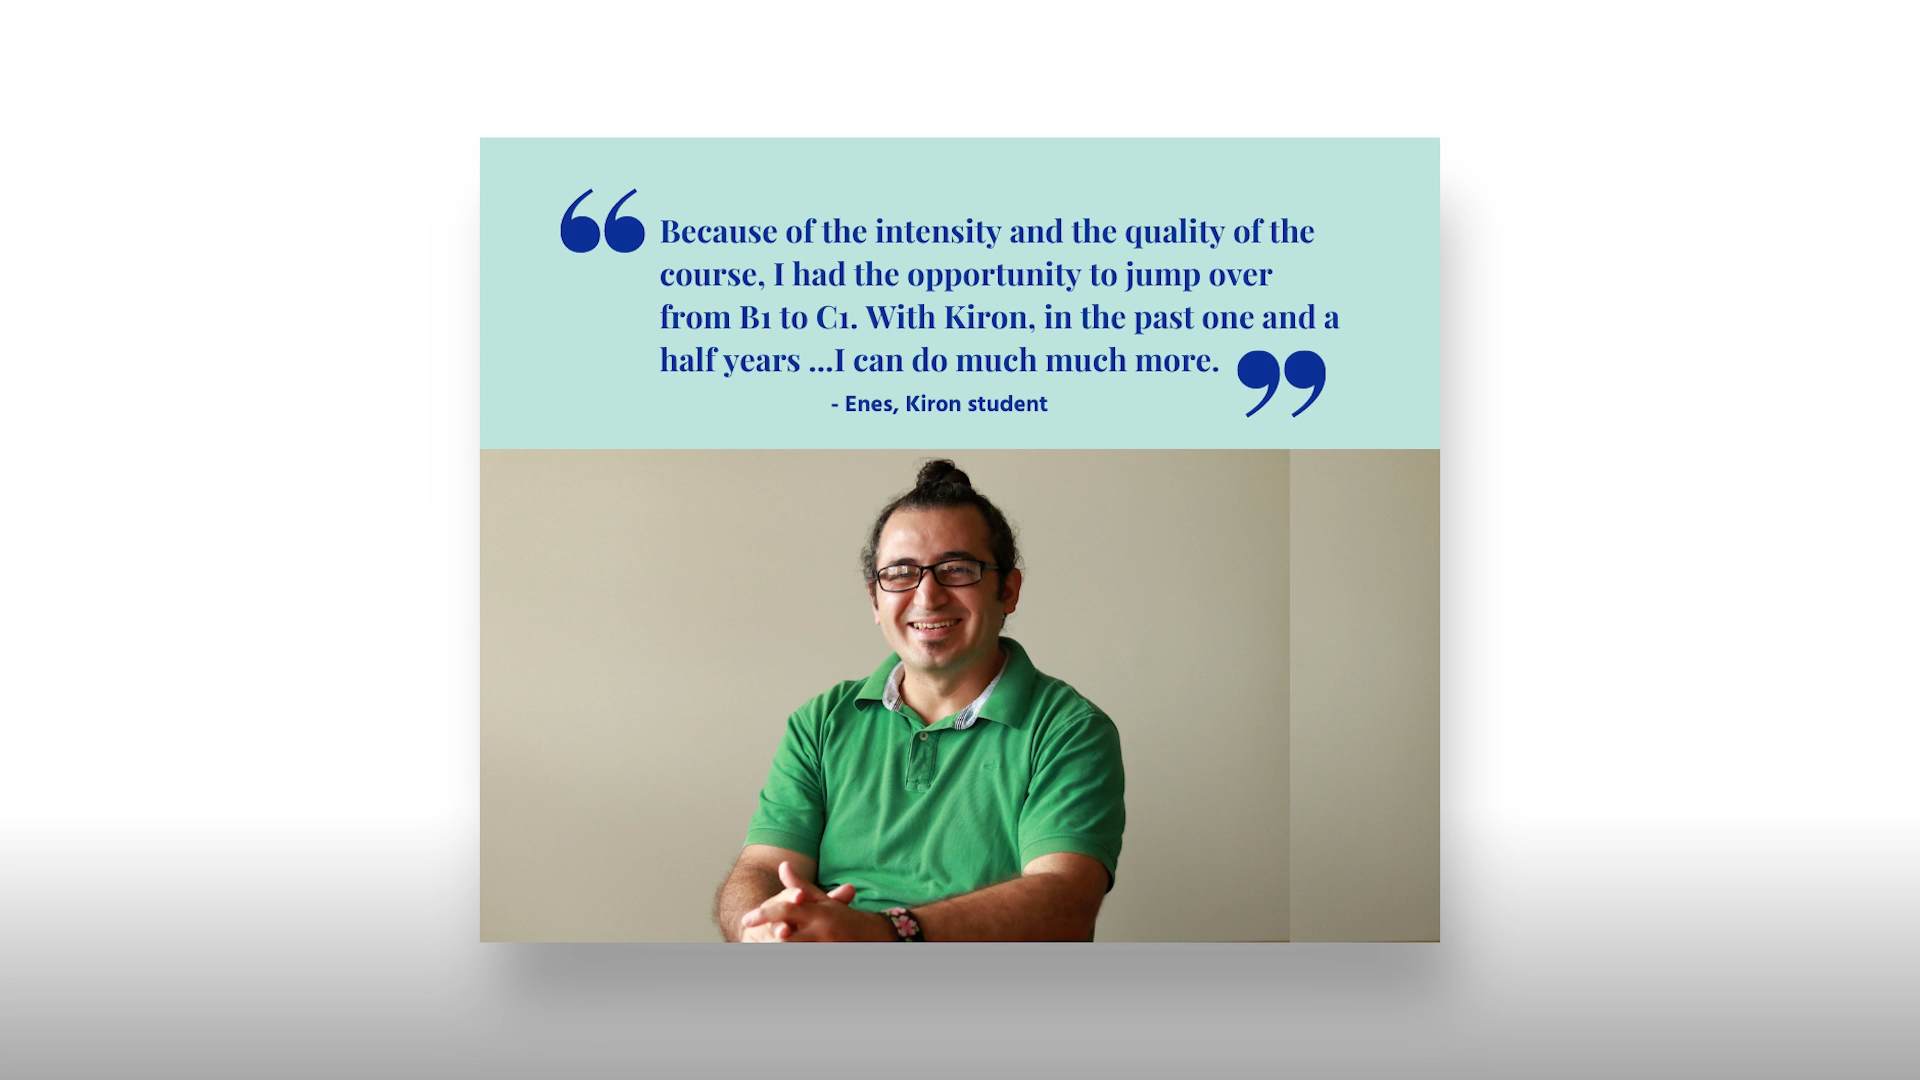 “Because of the intensity and the quality of the
course, I had the opportunity to jump over
from B1 to C1. With Kiron, in the past one and a
half years ...I can do much much more.”
- Enes, Kiron student